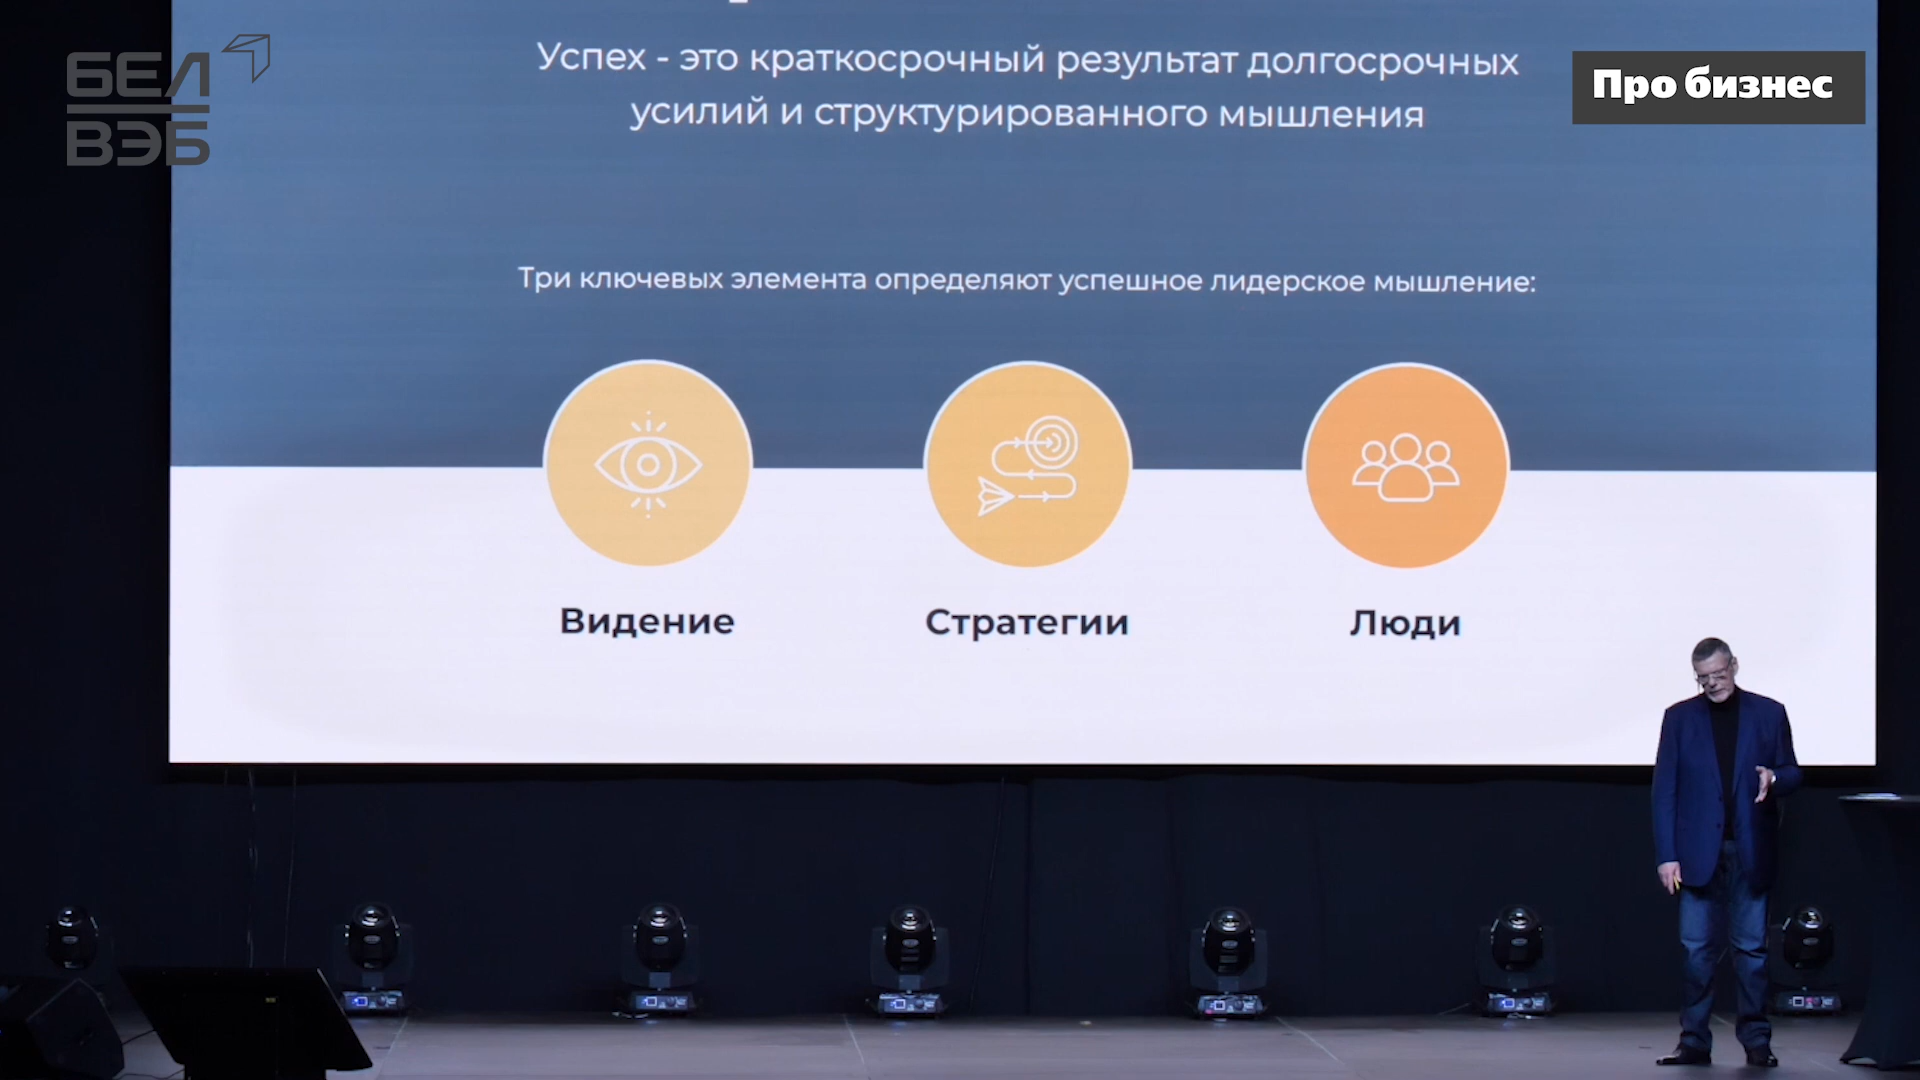 БЕЛ
ВЭБ
Про бизнес
Успех - это краткосрочный результат долгосрочных
усилий и структурированного мышления
Три ключевых элемента определяют успешное лидерское мышление:
Видение
Стратегии
Люди